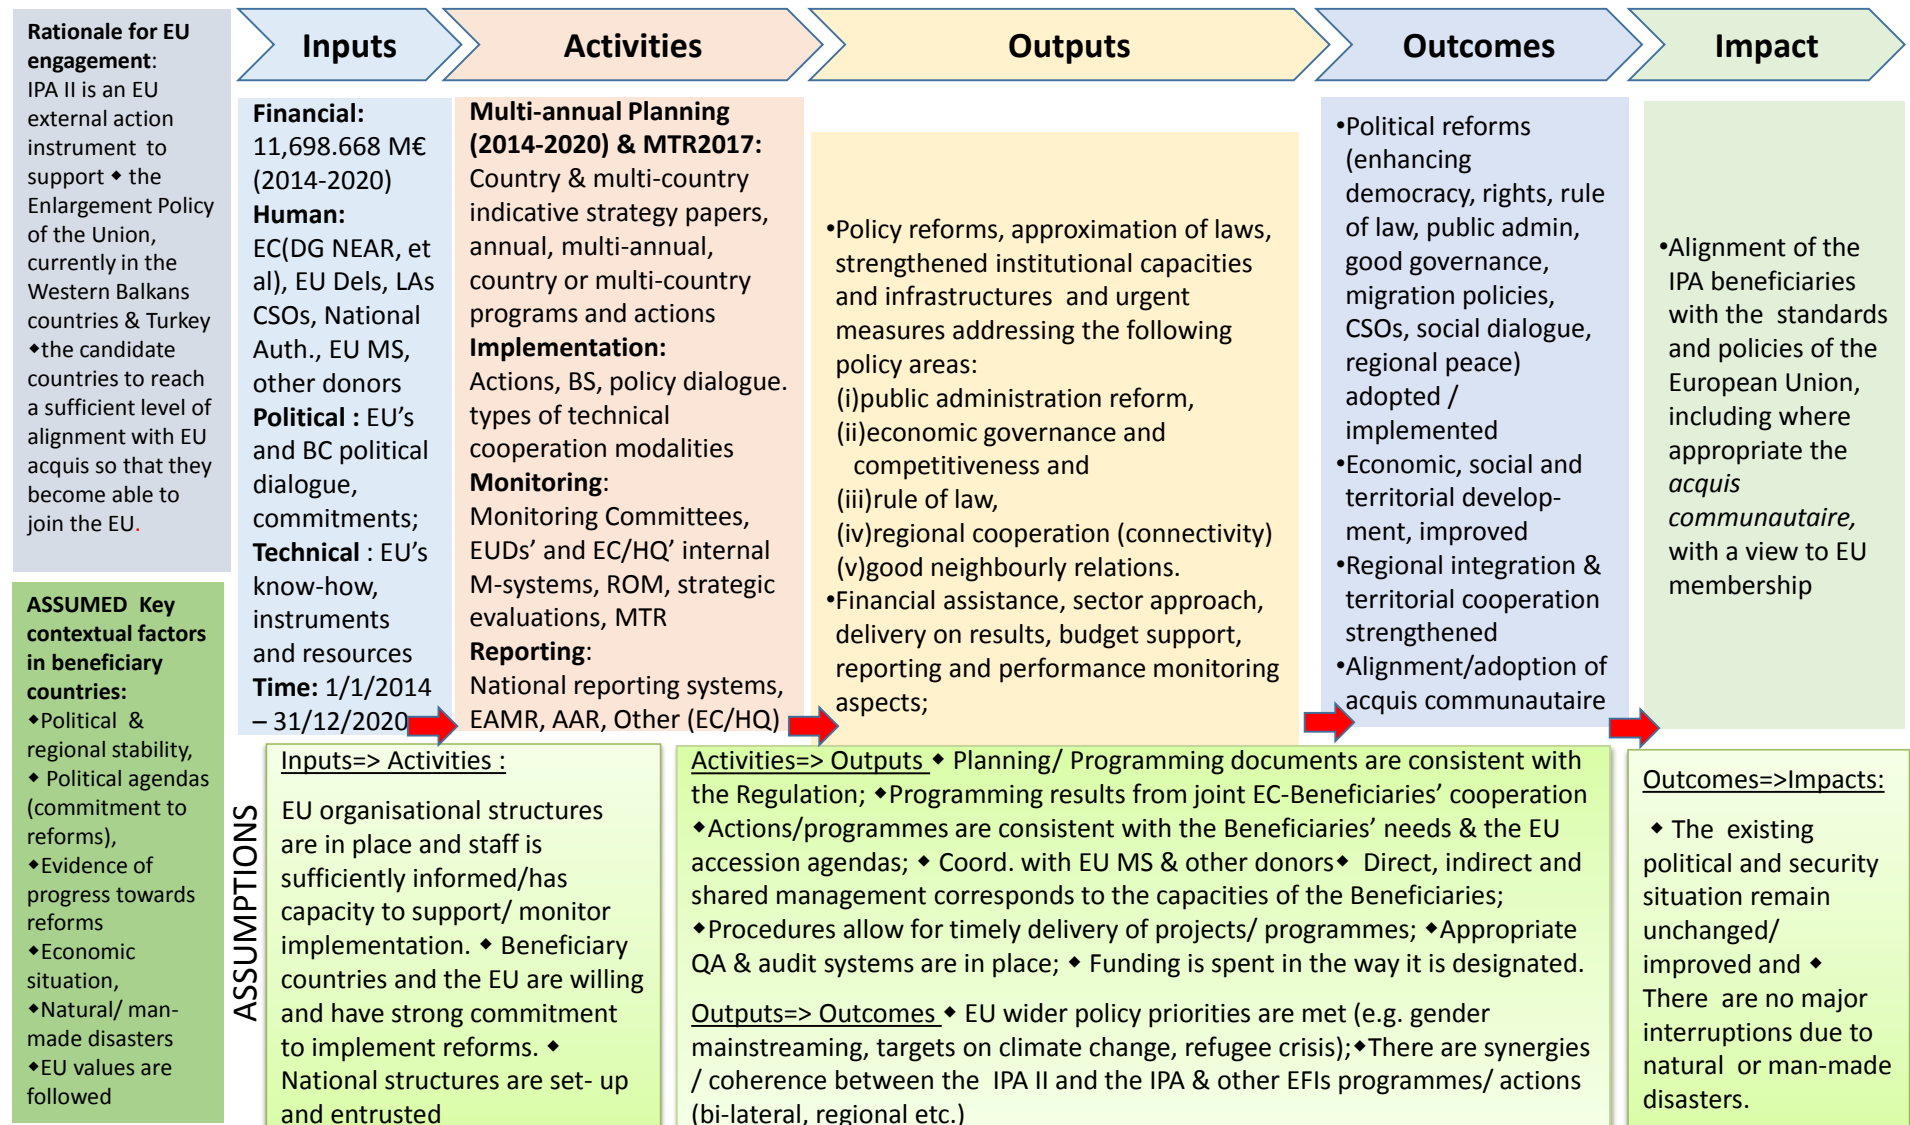 Rationale for EU
engagement:
IPA II is an EU
external action
instrument to
support ◆ the
Enlargement Policy
of the Union,
currently in the
Western Balkans
countries & Turkey
◆the candidate
countries to reach
a sufficient level of
alignment with EU
acquis so that they
become able to
join the EU.
ASSUMED Key
contextual factors
in beneficiary
countries:
◆Political &
regional stability,
◆ Political agendas
(commitment to
reforms),
◆Evidence of
progress towards
reforms
◆Economic
situation,
◆Natural/ man-
made disasters
◆EU values are
followed
Inputs
Financial:
11,698.668 M€
(2014-2020)
Human:
EC(DG NEAR, et
al), EU Dels, LAs
CSOs, National
Auth., EU MS,
other donors
Political : EU's
and BC political
dialogue,
commitments;
Technical : EU's
know-how,
instruments
and resources
Time: 1/1/2014
– 31/12/2020
Activities
Multi-annual Planning
(2014-2020) & MTR2017:
Country & multi-country
indicative strategy papers,
annual, multi-annual,
country or multi-country
programs and actions
Implementation:
Actions, BS, policy dialogue.
types of technical
cooperation modalities
Monitoring:
Monitoring Committees,
EUDs' and EC/HQ' internal
M-systems, ROM, strategic
evaluations, MTR
Reporting:
National reporting systems,
EAMR, AAR, Other (EC/HQ)
Outputs
•Policy reforms, approximation of laws,
strengthened institutional capacities
and infrastructures and urgent
measures addressing the following
policy areas:
(i)public administration reform,
(ii)economic governance and
competitiveness and
(iii)rule of law,
(iv)regional cooperation (connectivity)
(v)good neighbourly relations.
•Financial assistance, sector approach,
delivery on results, budget support,
reporting and performance monitoring
aspects;
Outcomes
•Political reforms
(enhancing
democracy, rights, rule
of law, public admin,
good governance,
migration policies,
CSOs, social dialogue,
regional peace)
adopted /
implemented
•Economic, social and
territorial develop-
ment, improved
•Regional integration &
territorial cooperation
strengthened
•Alignment/adoption of
acquis communautaire
Impact
•Alignment of the
IPA beneficiaries
with the standards
and policies of the
European Union,
including where
appropriate the
acquis
communautaire,
with a view to EU
membership
ASSUMPTIONS
Inputs=> Activities :
EU organisational structures
are in place and staff is
sufficiently informed/has
capacity to support/ monitor
implementation. ◆ Beneficiary
countries and the EU are willing
and have strong commitment
to implement reforms. ◆
National structures are set- up
and entrusted
Activities=> Outputs ◆ Planning/ Programming documents are consistent with
the Regulation; ◆Programming results from joint EC-Beneficiaries' cooperation
◆Actions/programmes are consistent with the Beneficiaries' needs & the EU
accession agendas; ◆ Coord. with EU MS & other donors◆ Direct, indirect and
shared management corresponds to the capacities of the Beneficiaries;
◆Procedures allow for timely delivery of projects/ programmes; ◆Appropriate
QA & audit systems are in place; ◆ Funding is spent in the way it is designated.
Outputs=> Outcomes ◆ EU wider policy priorities are met (e.g. gender
mainstreaming, targets on climate change, refugee crisis);◆There are synergies
/ coherence between the IPA II and the IPA & other EFIs programmes/ actions
(bi-lateral, regional etc.)
Outcomes=>Impacts:
◆ The existing
political and security
situation remain
unchanged/
improved and ◆
There are no major
interruptions due to
natural or man-made
disasters.